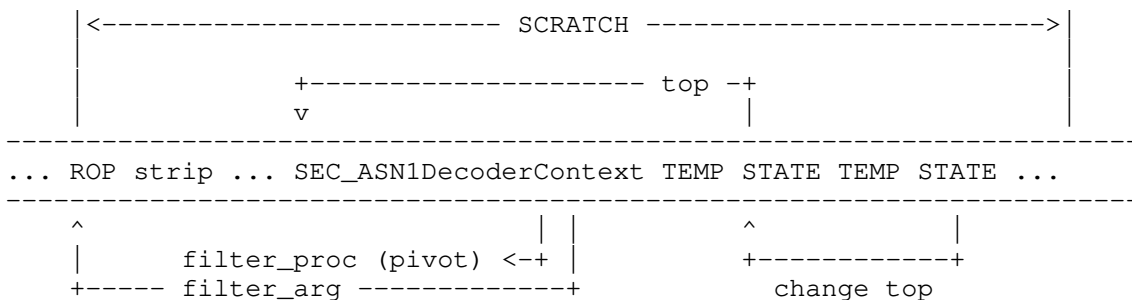 |<------------------------- SCRATCH ------------------------->|
|                                                             |
|             +--------------------- top -+                   |
|             v                           |                   |
-----------------------------------------------------------------------
... ROP strip ... SEC_ASN1DecoderContext TEMP STATE TEMP STATE ...
-----------------------------------------------------------------------
^                            | |          ^            |
|      filter_proc (pivot) <-+ |          +------------+
+----- filter_arg -------------+            change top